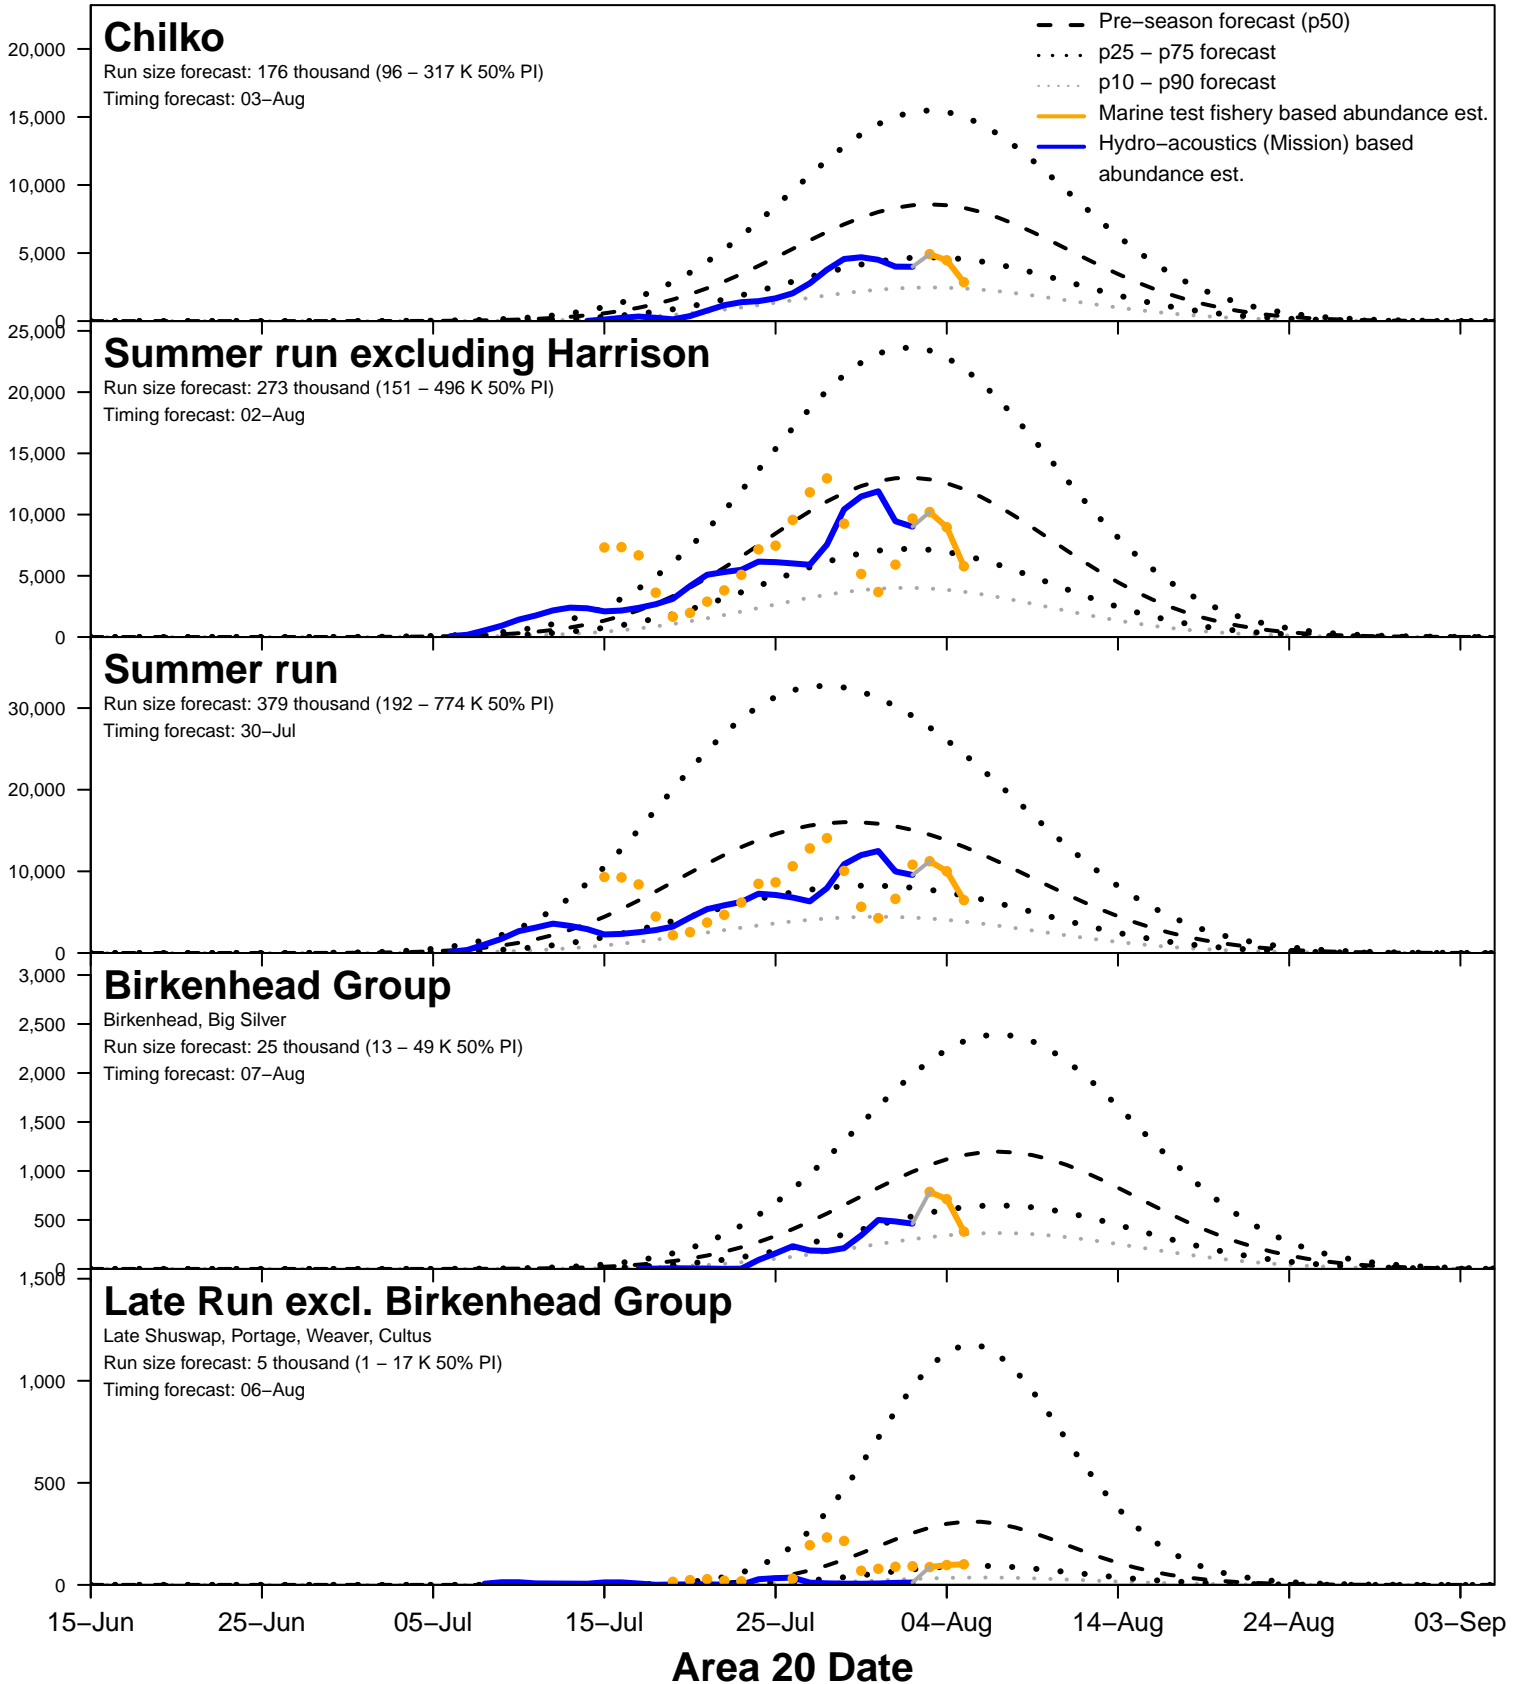 Chilko
Run size forecast: 176 thousand (96 – 317 K 50% PI)
Timing forecast: 03–Aug
Pre–season forecast (p50)
p25 – p75 forecast
p10 – p90 forecast
Marine test fishery based abundance est.
Hydro–acoustics (Mission) based
abundance est.
20,000
15,000
10,000
5,000
0
Summer run excluding Harrison
Run size forecast: 273 thousand (151 – 496 K 50% PI)
Timing forecast: 02–Aug
25,000
20,000
15,000
10,000
5,000
0
Summer run
Run size forecast: 379 thousand (192 – 774 K 50% PI)
Timing forecast: 30–Jul
30,000
20,000
10,000
0
Birkenhead Group
Birkenhead, Big Silver
Run size forecast: 25 thousand (13 – 49 K 50% PI)
Timing forecast: 07–Aug
3,000
2,500
2,000
1,500
1,000
500
0
Late Run excl. Birkenhead Group
Late Shuswap, Portage, Weaver, Cultus
Run size forecast: 5 thousand (1 – 17 K 50% PI)
Timing forecast: 06–Aug
1,500
1,000
500
0
15–Jun 25–Jun 05–Jul 15–Jul 25–Jul 04–Aug 14–Aug 24–Aug 03–Sep
Area 20 Date